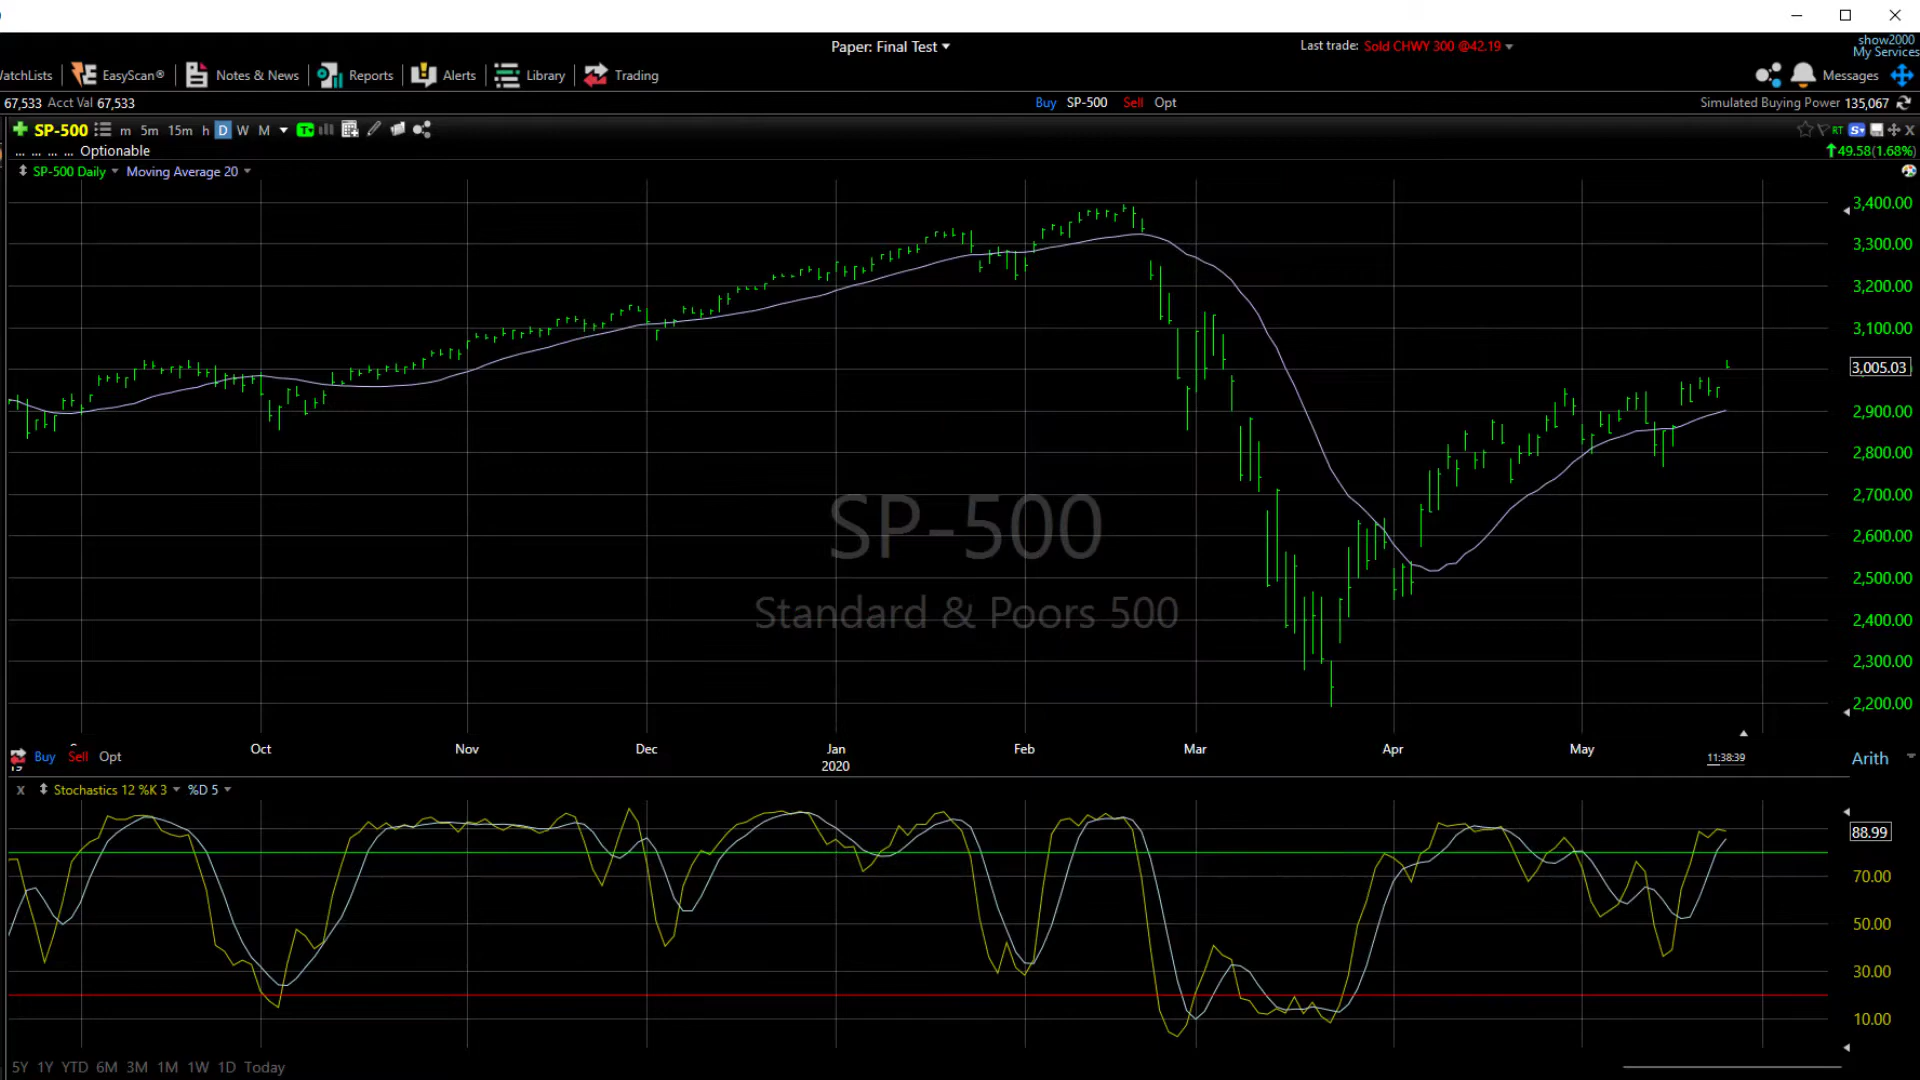 Paper: Final Test
Last trade: Sold CHWY 300 @42.19
show2000
My Services
atchLists EasyScan® Notes & News Reports Alerts Library Trading
Messages
67,533 Acct Val 67,533
Buy SP-500 Sell Opt
Simulated Buying Power 135,067
SP-500 m 5m 15m h D W M
RT
... ... ... ... Optionable
49.58(1.68%)
SP-500 Daily Moving Average 20
3,400.00
3,300.00
3,200.00
3,100.00
3,005.03
2,900.00
2,800.00
2,700.00
2,600.00
2,500.00
2,400.00
2,300.00
2,200.00
SP-500
Standard & Poors 500
Oct Nov Dec Jan Feb Mar Apr May
2020
11:38:39
Arith
Buy Sell Opt
X Stochastics 12 %K 3 %D 5
88.99
70.00
50.00
30.00
10.00
5Y 1Y YTD 6M 3M 1M 1W 1D Today